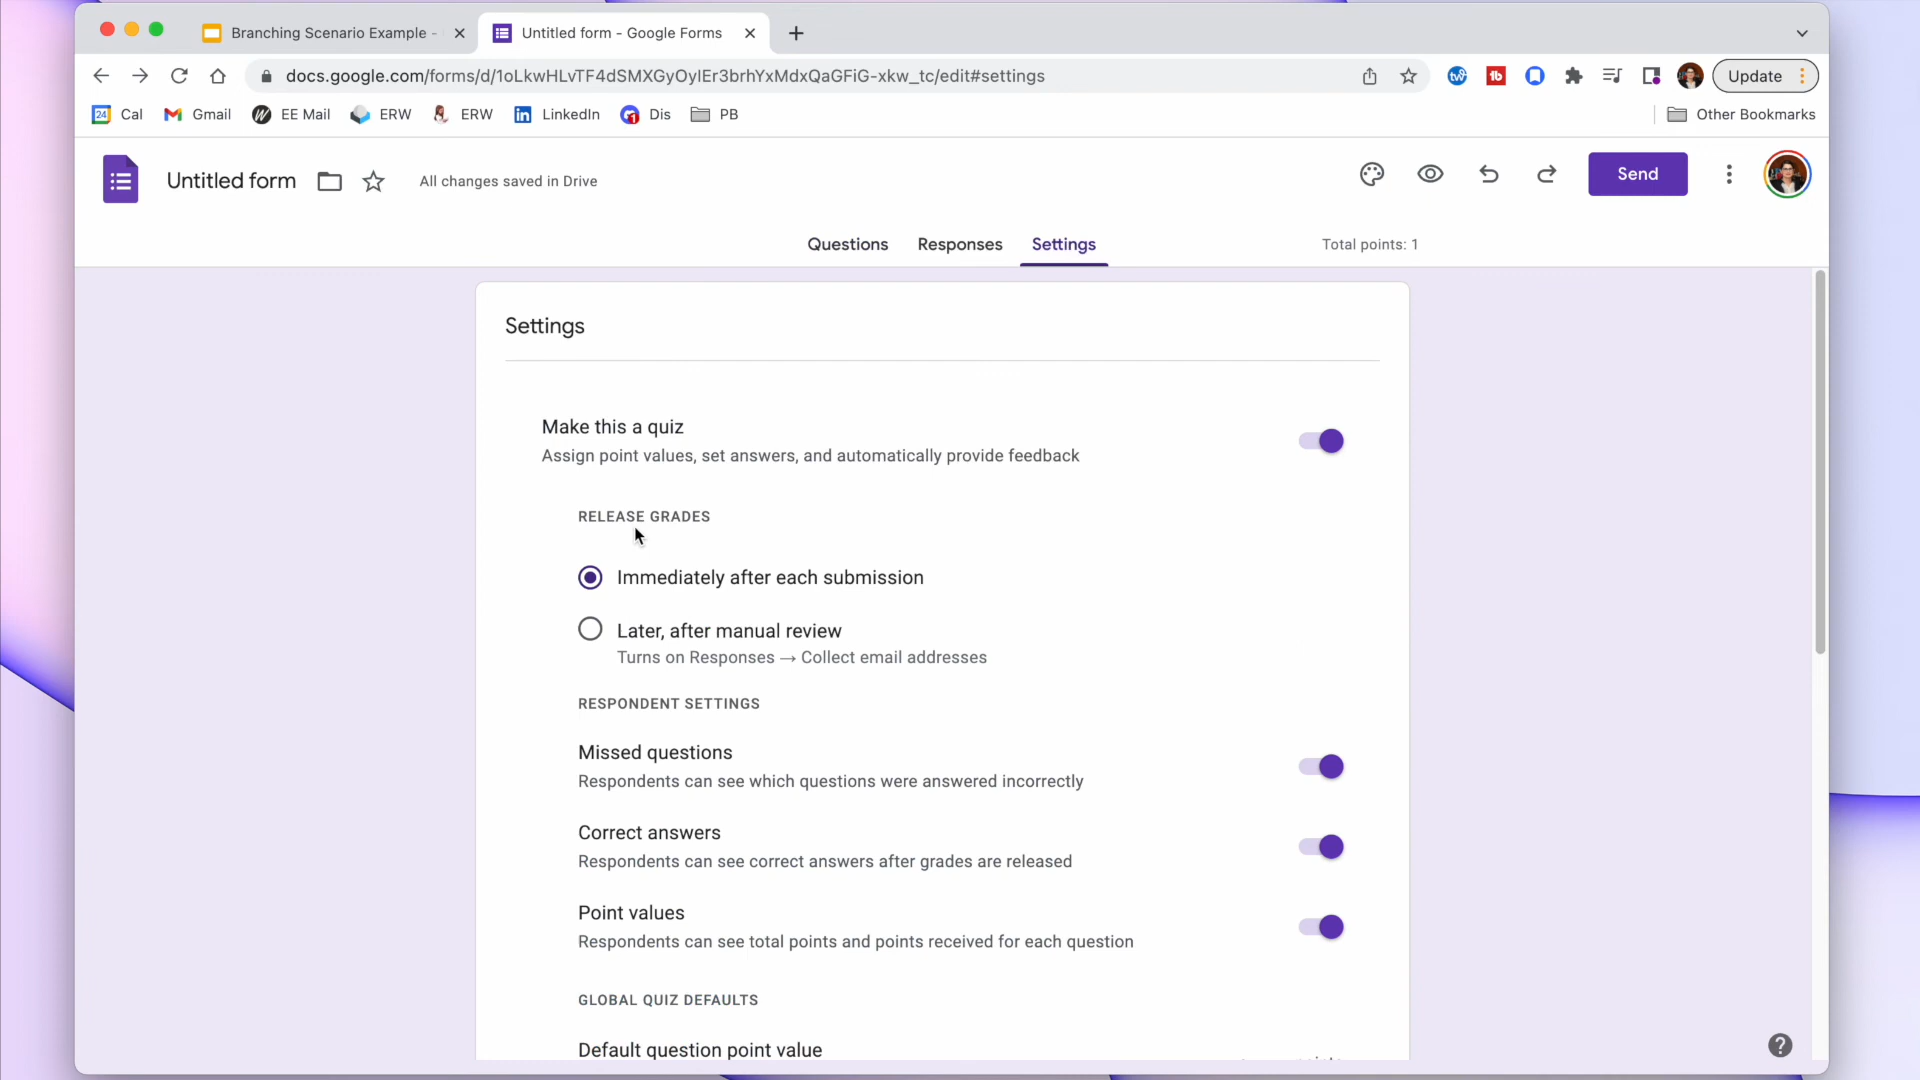 Branching Scenario Example -
Untitled form - Google Forms
docs.google.com/forms/d/1oLkwHLvTF4dSMXGyOyIEr3brhYxMdxQaGFiG-xkw_tc/edit#settings
tw
tb
Update
24 Cal
Gmail
EE Mail
ERW
ERW
in LinkedIn
Dis
PB
Other Bookmarks
Untitled form
All changes saved in Drive
Send
Questions
Responses
Settings
Total points: 1
Settings
Make this a quiz
Assign point values, set answers, and automatically provide feedback
RELEASE GRADES
Immediately after each submission
Later, after manual review
Turns on Responses → Collect email addresses
RESPONDENT SETTINGS
Missed questions
Respondents can see which questions were answered incorrectly
Correct answers
Respondents can see correct answers after grades are released
Point values
Respondents can see total points and points received for each question
GLOBAL QUIZ DEFAULTS
Default question point value